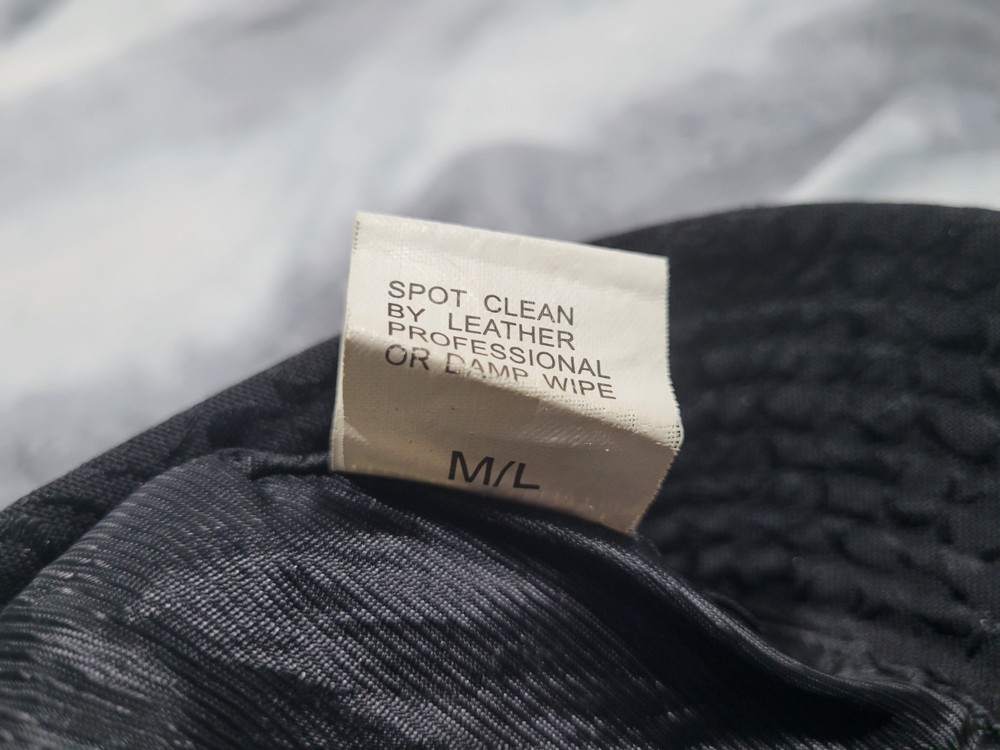 SPOT CLEAN
BY LEATHER
PROFESSIONAL
OR DAMP WIPE
M/L